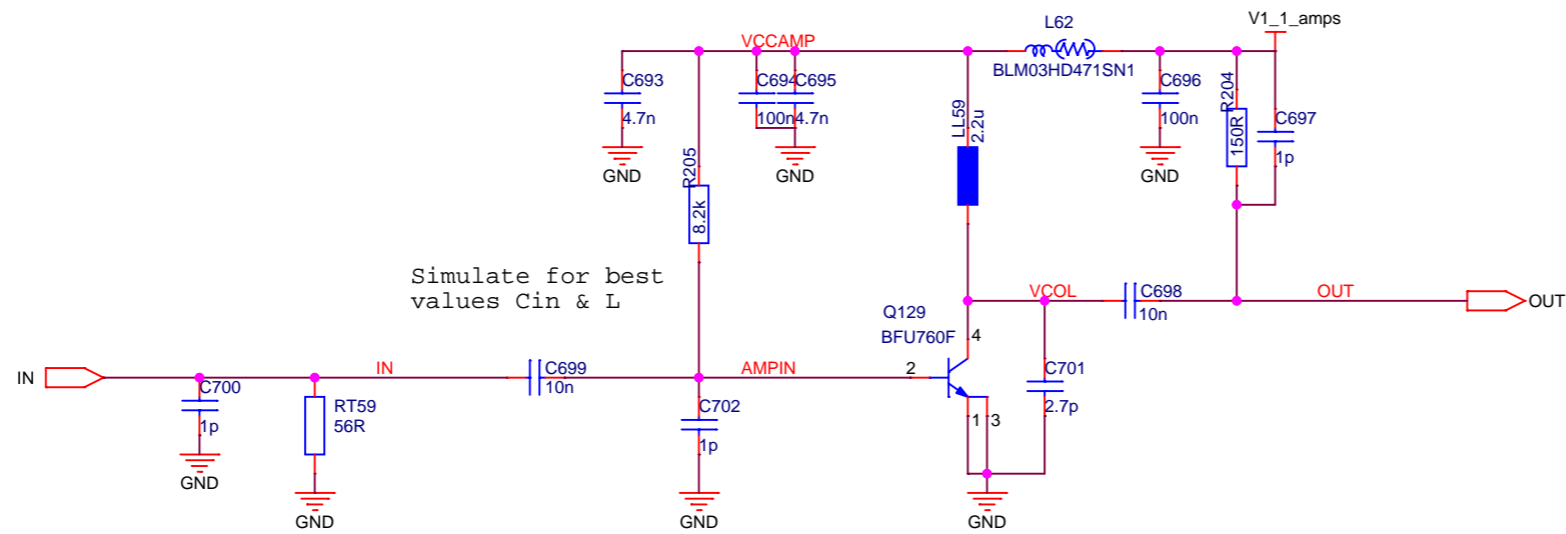 V1_1_amps
L62
VCCAMP
BLM03HD471SN1
C693
4.7n
C694
100n
C695
4.7n
LL59
2.2u
C696
100n
R204
150R
C697
1p
GND
GND
GND
R205
8.2k
Simulate for best
values Cin & L
VCOL
C698
10n
OUT
OUT
Q129
BFU760F
4
2
1
3
IN
IN
C699
10n
AMPIN
C700
1p
RT59
56R
C702
1p
C701
2.7p
GND
GND
GND
GND